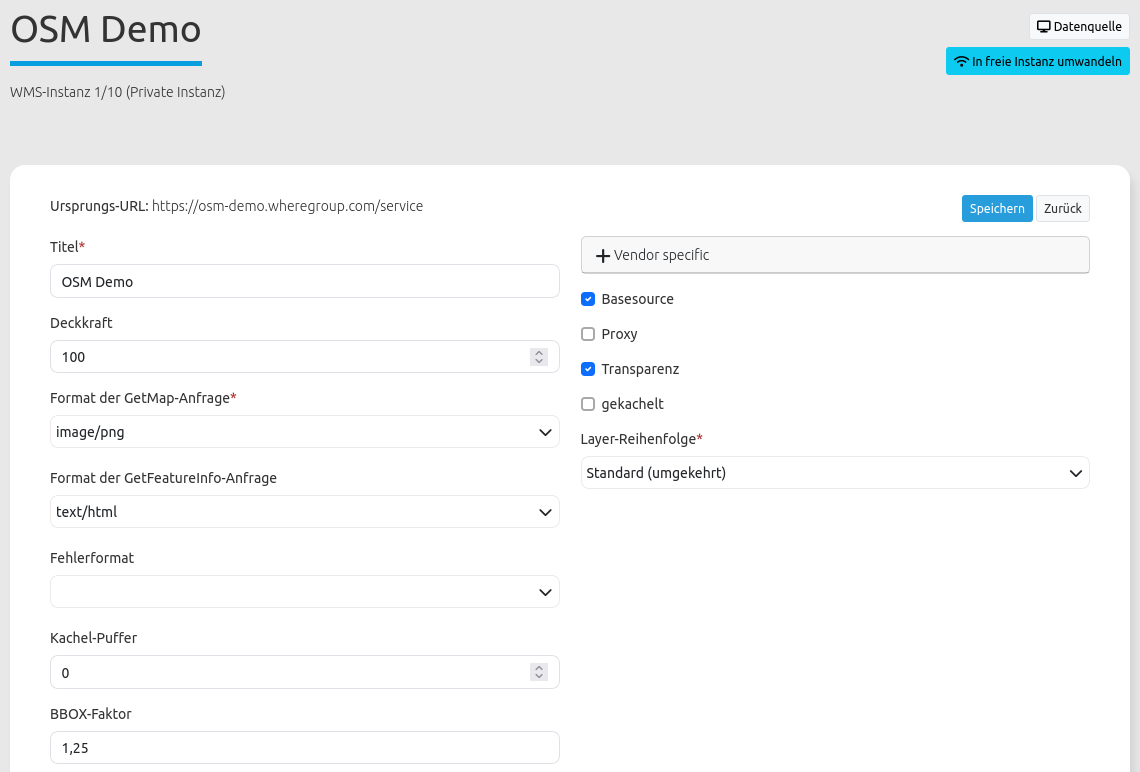 OSM Demo
Datenquelle
In freie Instanz umwandeln
WMS-Instanz 1/10 (Private Instanz)
Ursprungs-URL: https://osm-demo.wheregroup.com/service
Speichern
Zurück
Titel*
OSM Demo
Deckkraft
100
Format der GetMap-Anfrage*
image/png
Format der GetFeatureInfo-Anfrage
text/html
Fehlerformat
Kachel-Puffer
0
BBOX-Faktor
1,25
Vendor specific
Basesource
Proxy
Transparenz
gekachelt
Layer-Reihenfolge*
Standard (umgekehrt)